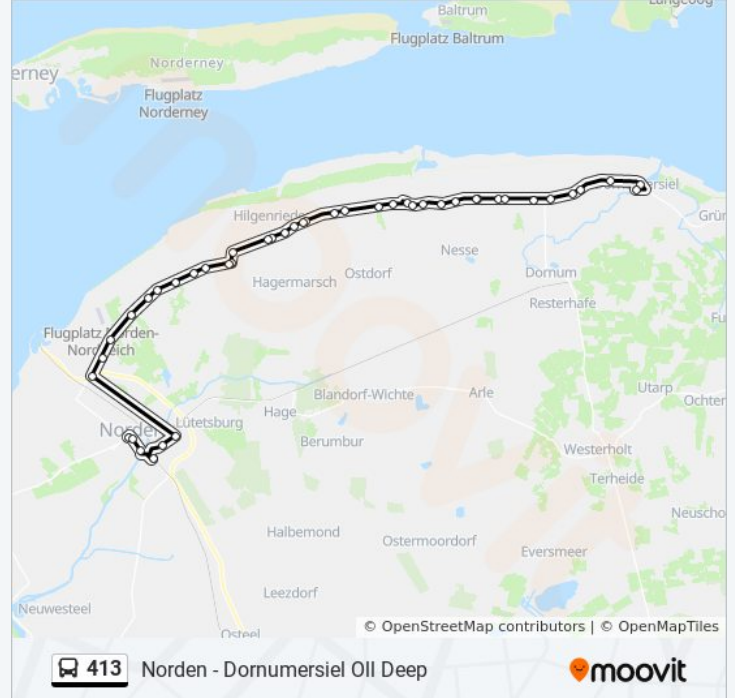 Langeoog
Baltrum
Flugplatz Baltrum
erney
Norderney
Flugplatz
Norderney
siel
Hilgenriede
Grün
Nesse
Ostdorf
Dornum
Hagermarsch
Resterhafe
Fu
Flugplatz Norden-
Norddeich
Blandorf-Wichte
Arle
Utarp
Ochter
Hage
Lütetsburg
Norden
Berumbur
Westerholt
Terheide
Neuscho
Halbemond
Ostermoordorf
Eversmeer
Leezdorf
Neuwesteel
Osteel
© OpenStreetMap contributors | © OpenMapTiles
413 Norden - Dornumersiel Oll Deep
moovit